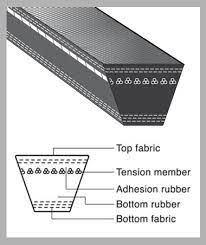 Top fabric
Tension member
Adhesion rubber
Bottom rubber
Bottom fabric